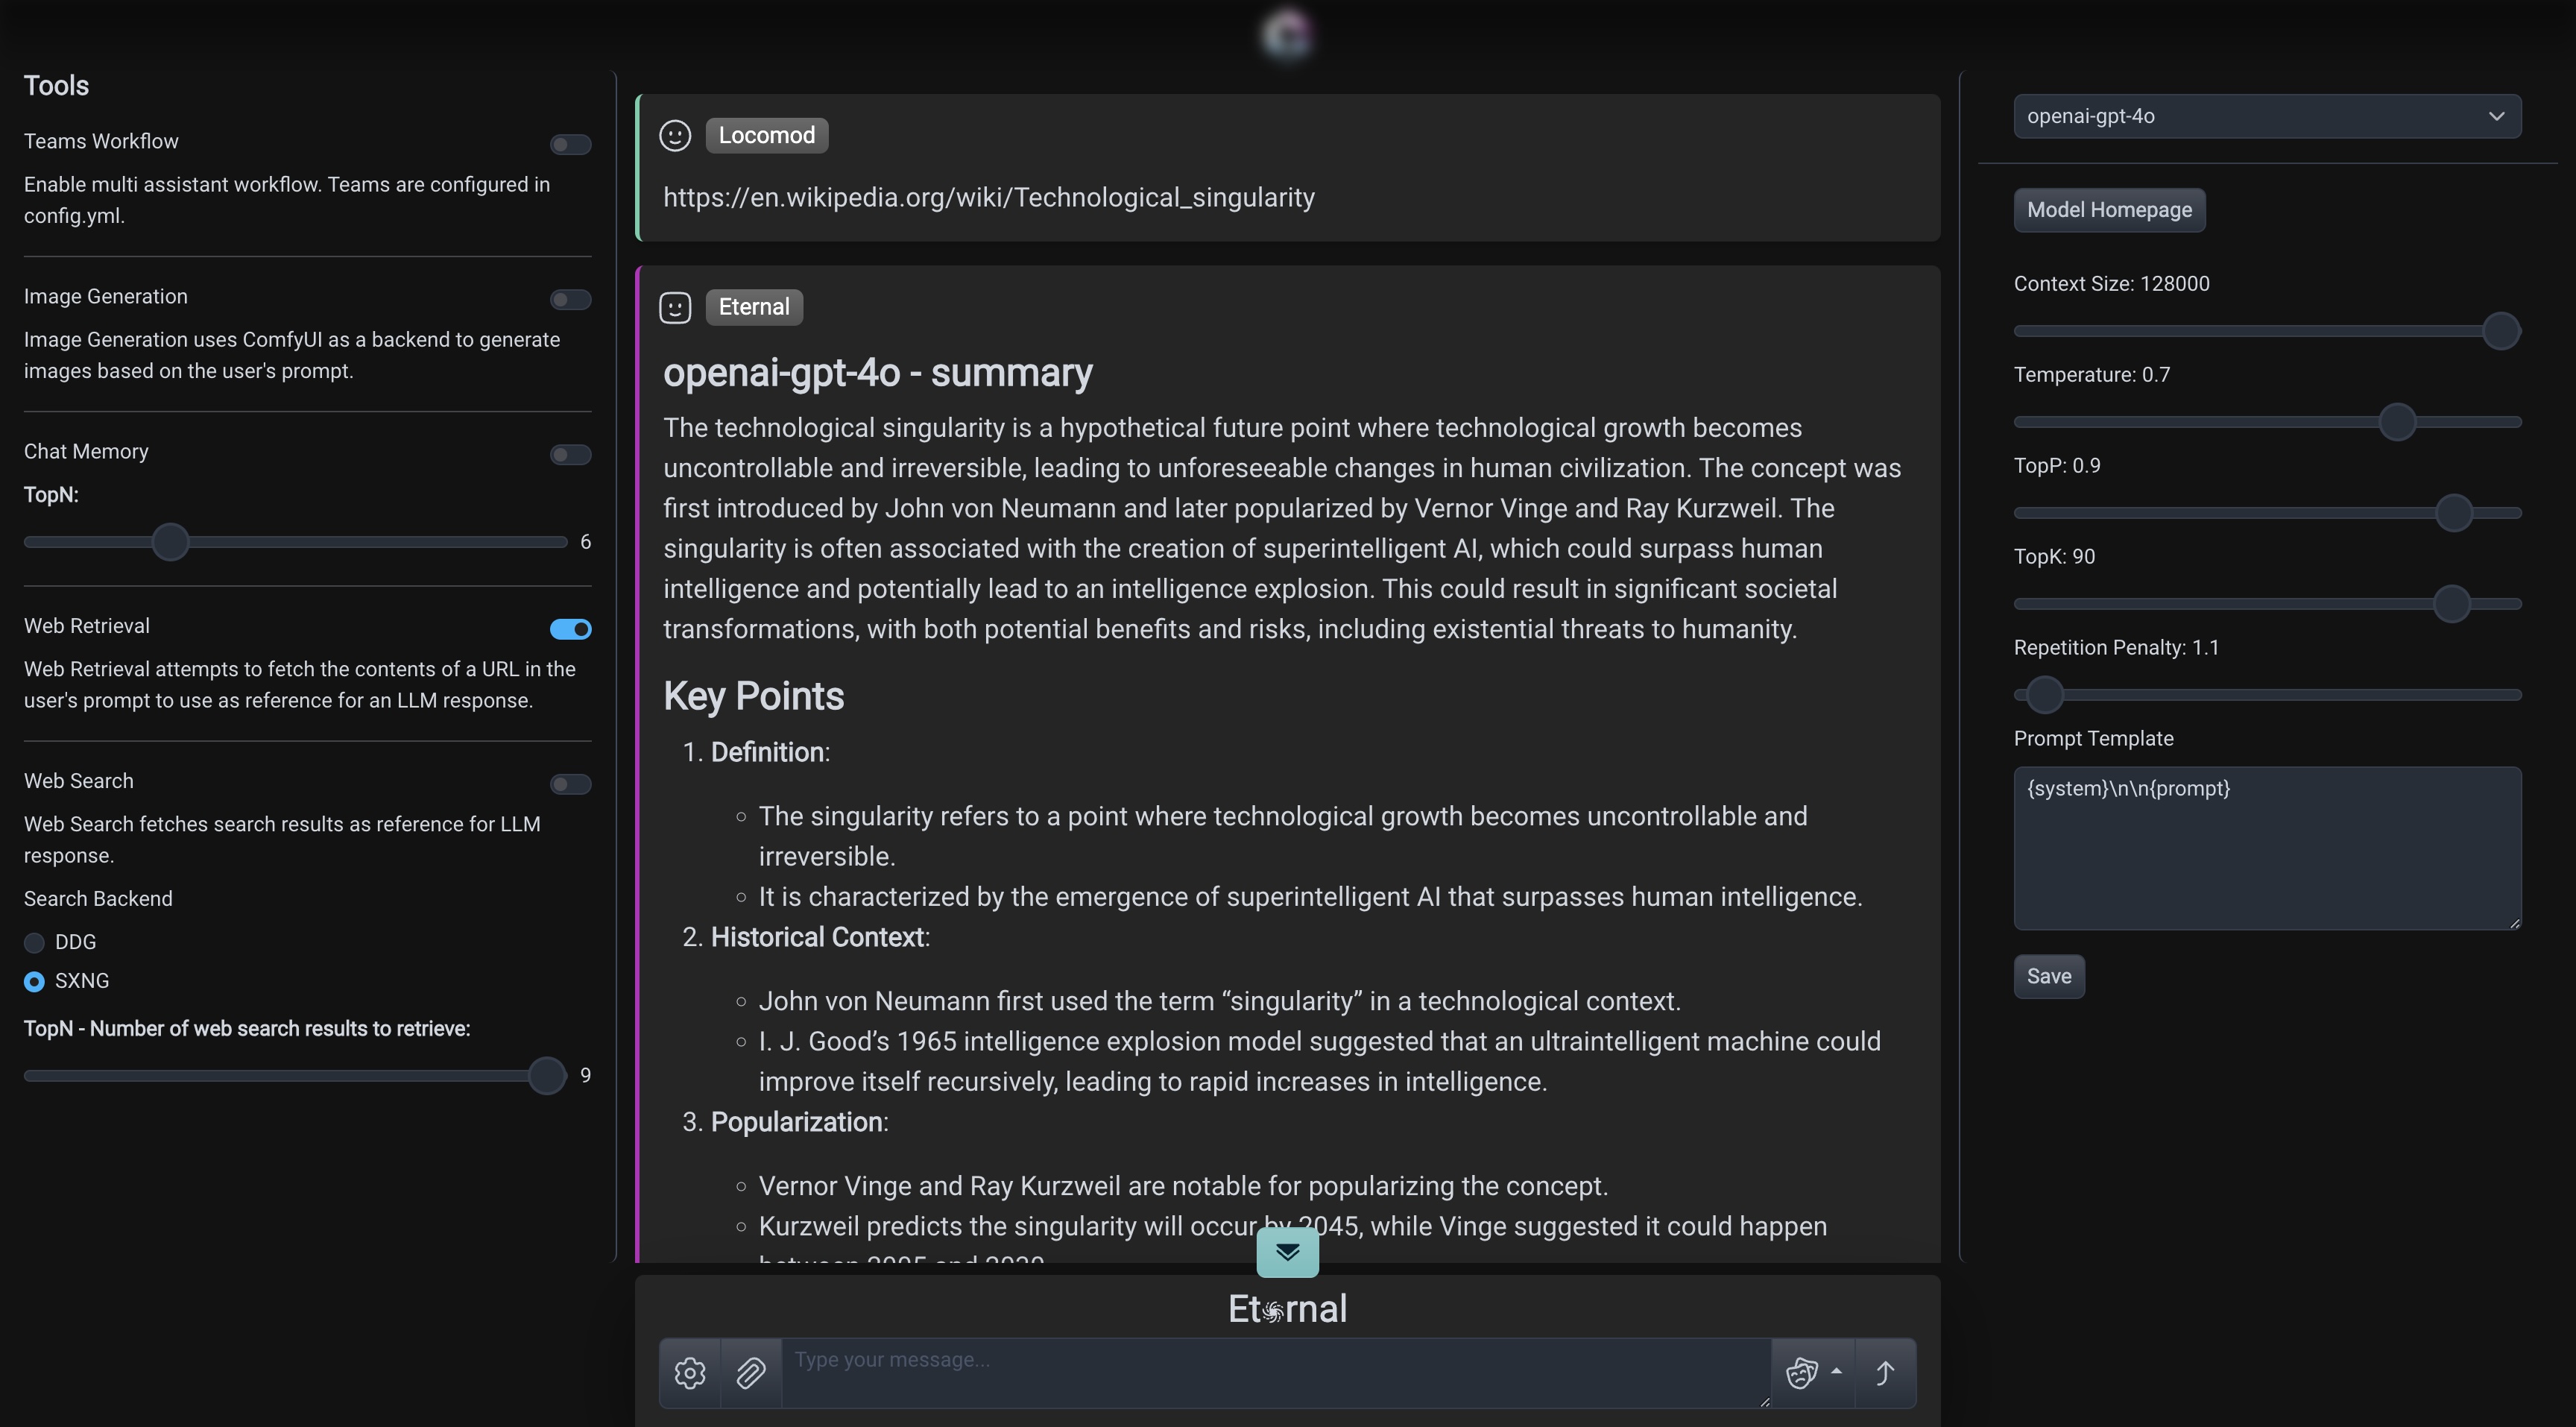 Tools
Teams Workflow
Enable multi assistant workflow. Teams are configured in
config.yml.
Image Generation
Image Generation uses ComfyUI as a backend to generate
images based on the user's prompt.
Chat Memory
TopN:
6
Web Retrieval
Web Retrieval attempts to fetch the contents of a URL in the
user's prompt to use as reference for an LLM response.
Web Search
Web Search fetches search results as reference for LLM
response.
Search Backend
DDG
SXNG
TopN - Number of web search results to retrieve:
9
Locomod
https://en.wikipedia.org/wiki/Technological_singularity
Eternal
openai-gpt-4o - summary
The technological singularity is a hypothetical future point where technological growth becomes
uncontrollable and irreversible, leading to unforeseeable changes in human civilization. The concept was
first introduced by John von Neumann and later popularized by Vernor Vinge and Ray Kurzweil. The
singularity is often associated with the creation of superintelligent AI, which could surpass human
intelligence and potentially lead to an intelligence explosion. This could result in significant societal
transformations, with both potential benefits and risks, including existential threats to humanity.
Key Points
1. Definition:
The singularity refers to a point where technological growth becomes uncontrollable and
irreversible.
It is characterized by the emergence of superintelligent AI that surpasses human intelligence.
2. Historical Context:
John von Neumann first used the term “singularity” in a technological context.
I. J. Good’s 1965 intelligence explosion model suggested that an ultraintelligent machine could
improve itself recursively, leading to rapid increases in intelligence.
3. Popularization:
Vernor Vinge and Ray Kurzweil are notable for popularizing the concept.
Kurzweil predicts the singularity will occur by 2045, while Vinge suggested it could happen
between 2005 and 2030
Eternal
Type your message...
openai-gpt-4o
Model Homepage
Context Size: 128000
Temperature: 0.7
TopP: 0.9
TopK: 90
Repetition Penalty: 1.1
Prompt Template
{system}\n\n{prompt}
Save